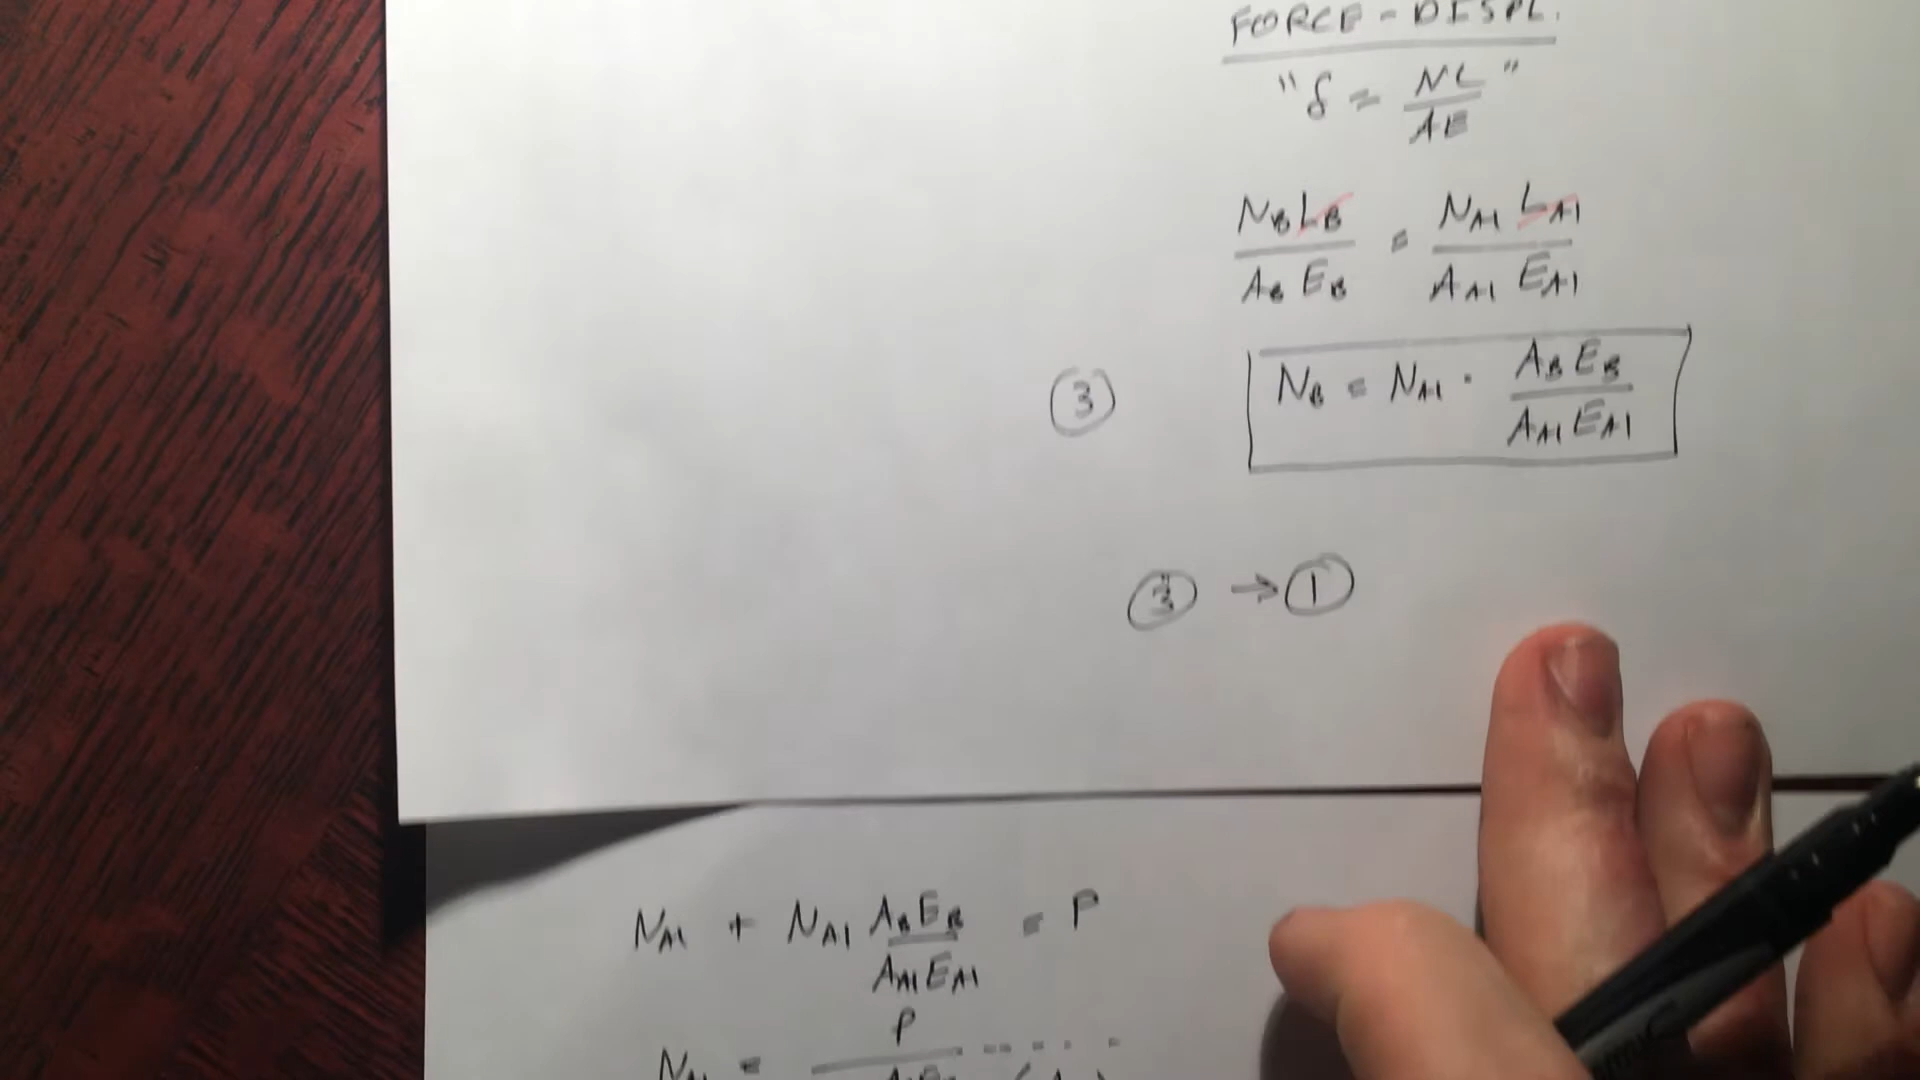 FORCE - DISPL.
"δ = NL/AE"
N_B L_B / A_B E_B = N_Al L_Al / A_Al E_Al
③ N_B = N_Al · A_B E_B / A_Al E_Al
③ → ①
N_Al + N_Al A_B E_B / A_Al E_Al = P
N_Al = P